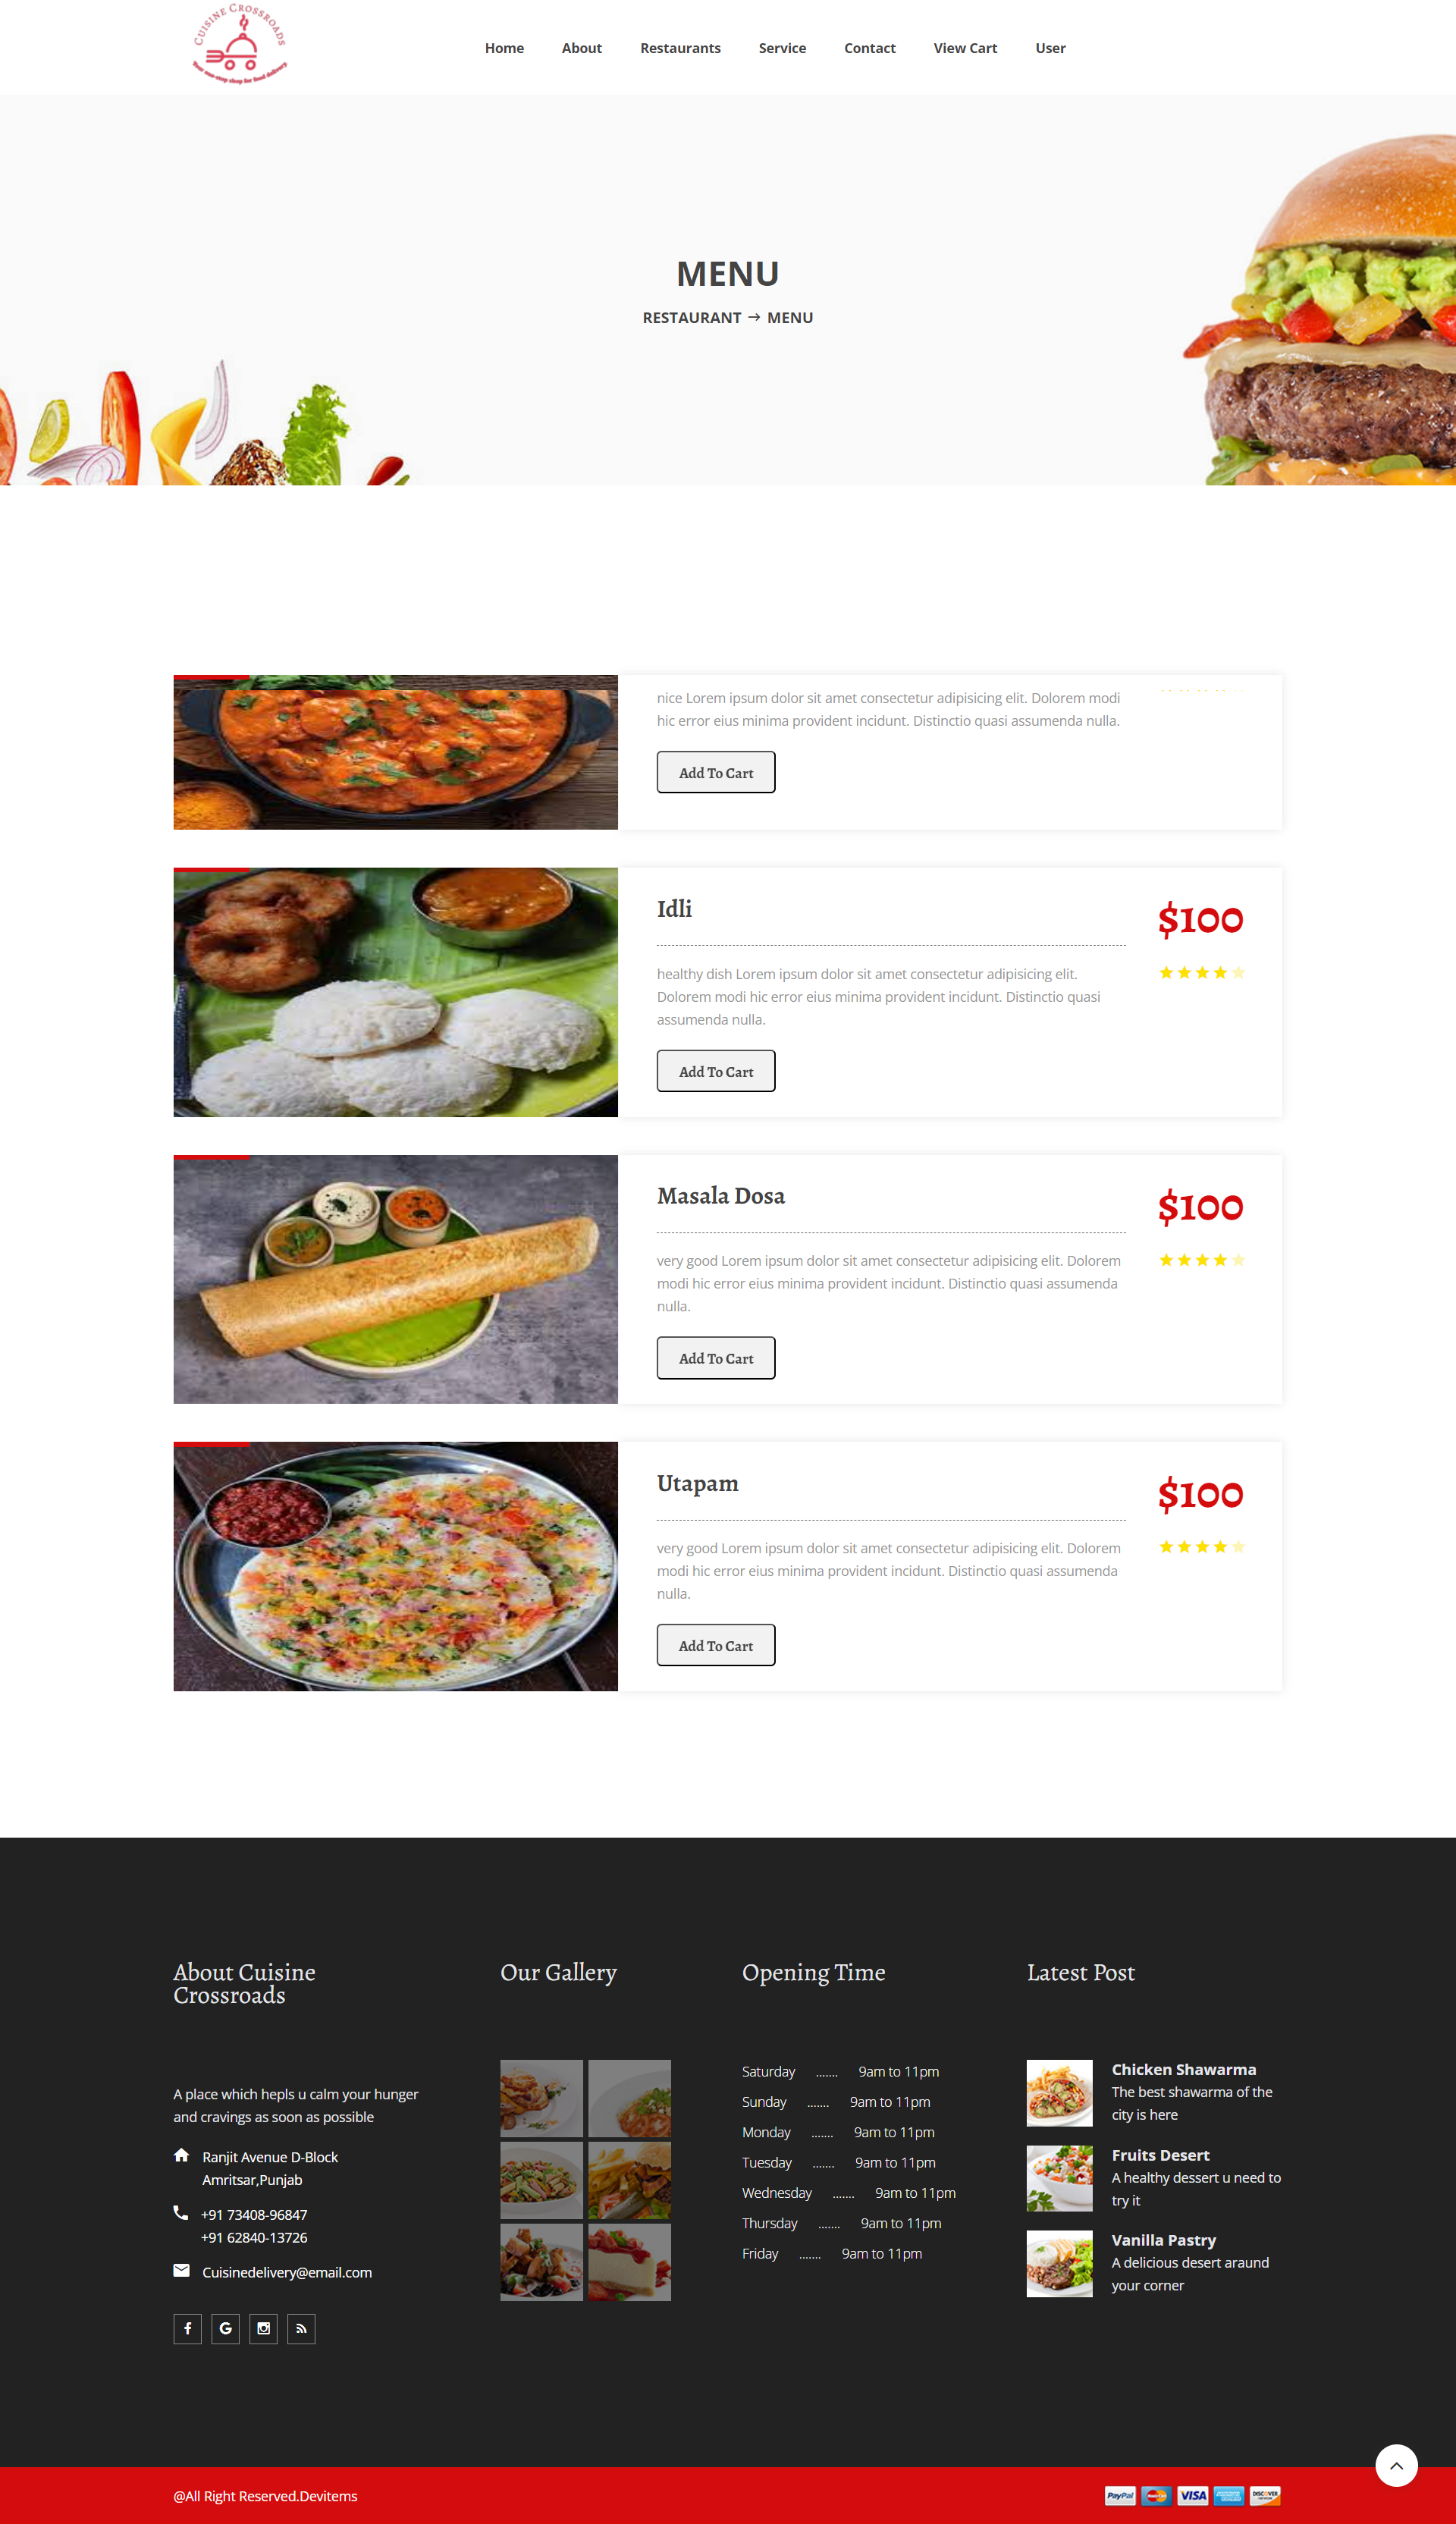 Cuisine Crossroads
Your one-stop shop for food delivery
Home About Restaurants Service Contact View Cart User
MENU
RESTAURANT → MENU
nice Lorem ipsum dolor sit amet consectetur adipisicing elit. Dolorem modi
hic error eius minima provident incidunt. Distinctio quasi assumenda nulla.
Add To Cart
Idli
$100
healthy dish Lorem ipsum dolor sit amet consectetur adipisicing elit.
Dolorem modi hic error eius minima provident incidunt. Distinctio quasi
assumenda nulla.
Add To Cart
Masala Dosa
$100
very good Lorem ipsum dolor sit amet consectetur adipisicing elit. Dolorem
modi hic error eius minima provident incidunt. Distinctio quasi assumenda
nulla.
Add To Cart
Utapam
$100
very good Lorem ipsum dolor sit amet consectetur adipisicing elit. Dolorem
modi hic error eius minima provident incidunt. Distinctio quasi assumenda
nulla.
Add To Cart
About Cuisine
Crossroads
A place which hepls u calm your hunger
and cravings as soon as possible
Ranjit Avenue D-Block
Amritsar,Punjab
+91 73408-96847
+91 62840-13726
Cuisinedelivery@email.com
Our Gallery
Opening Time
Saturday ....... 9am to 11pm
Sunday ....... 9am to 11pm
Monday ....... 9am to 11pm
Tuesday ....... 9am to 11pm
Wednesday ....... 9am to 11pm
Thursday ....... 9am to 11pm
Friday ....... 9am to 11pm
Latest Post
Chicken Shawarma
The best shawarma of the
city is here
Fruits Desert
A healthy dessert u need to
try it
Vanilla Pastry
A delicious desert araund
your corner
@All Right Reserved.Devitems
PayPal VISA DISCOVER